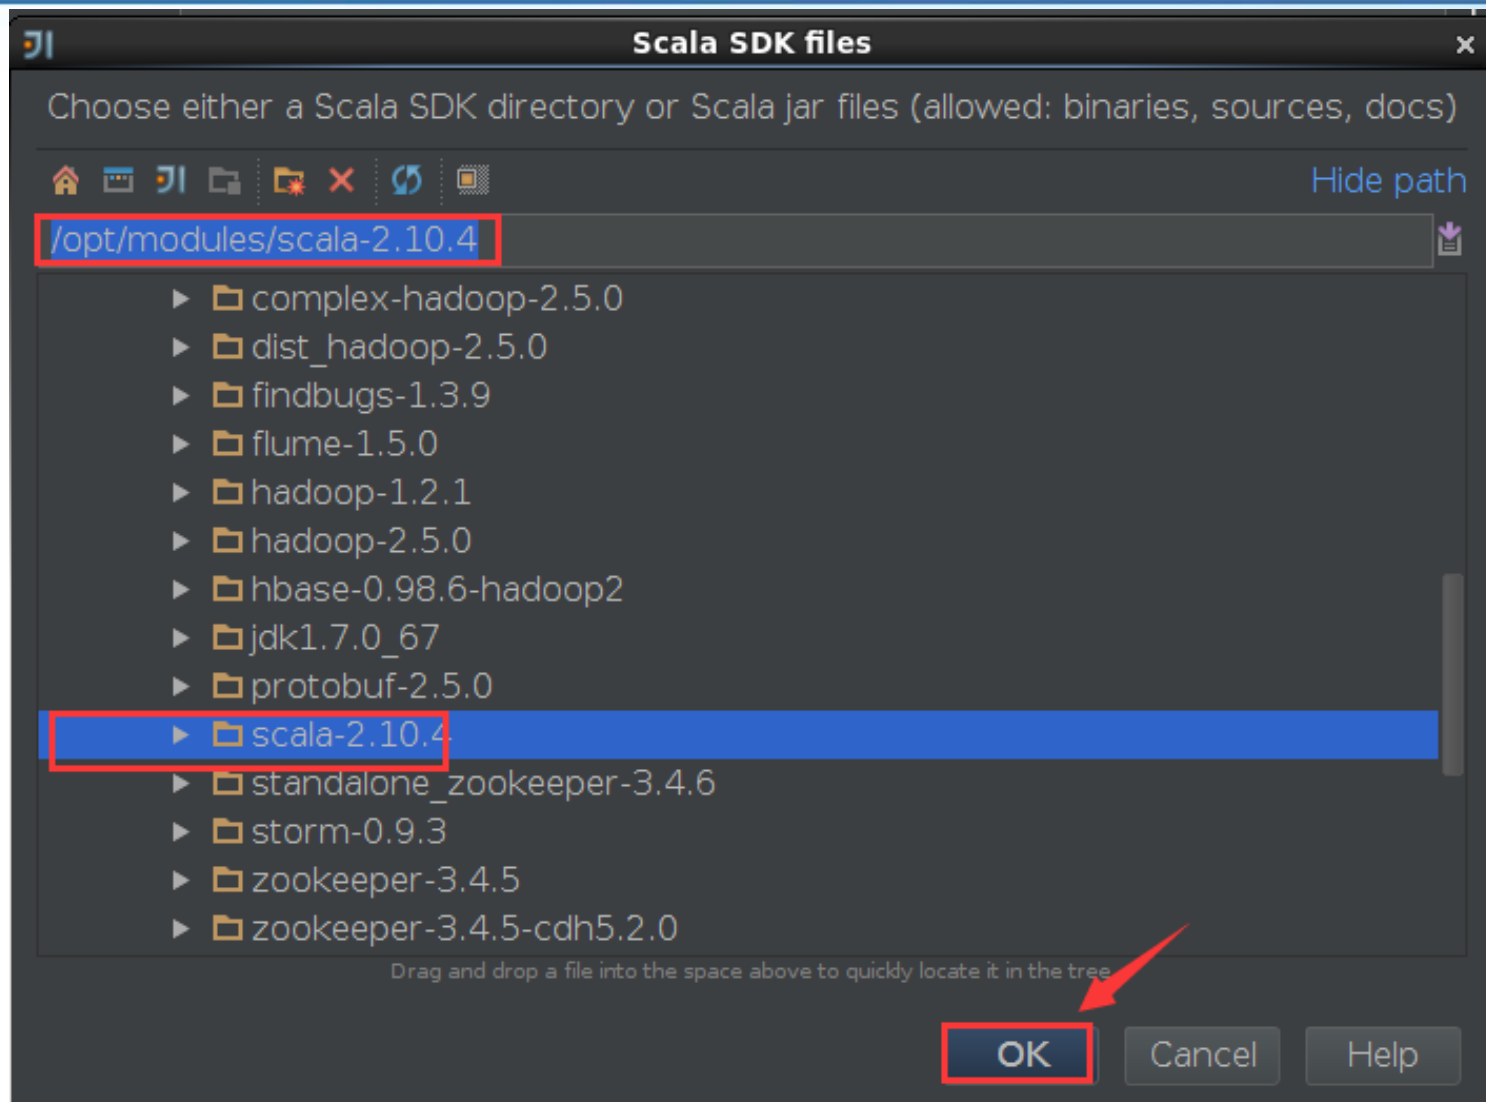 Scala SDK files
Choose either a Scala SDK directory or Scala jar files (allowed: binaries, sources, docs)
Hide path
/opt/modules/scala-2.10.4
complex-hadoop-2.5.0
dist_hadoop-2.5.0
findbugs-1.3.9
flume-1.5.0
hadoop-1.2.1
hadoop-2.5.0
hbase-0.98.6-hadoop2
jdk1.7.0_67
protobuf-2.5.0
scala-2.10.4
standalone_zookeeper-3.4.6
storm-0.9.3
zookeeper-3.4.5
zookeeper-3.4.5-cdh5.2.0
Drag and drop a file into the space above to quickly locate it in the tree
OK Cancel Help